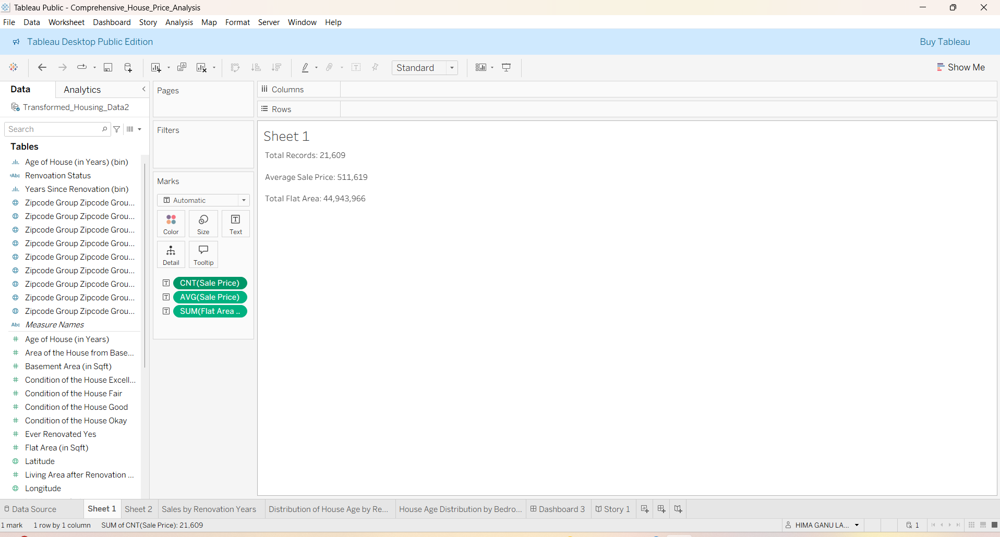 Tableau Public - Comprehensive_House_Price_Analysis
File Data Worksheet Dashboard Story Analysis Map Format Server Window Help
Tableau Desktop Public Edition
Buy Tableau
Standard
Show Me
Data
Analytics
Transformed_Housing_Data2
Search
Tables
Age of House (in Years) (bin)
=Abc Renvoation Status
Years Since Renovation (bin)
Zipcode Group Zipcode Grou...
Zipcode Group Zipcode Grou...
Zipcode Group Zipcode Grou...
Zipcode Group Zipcode Grou...
Zipcode Group Zipcode Grou...
Zipcode Group Zipcode Grou...
Zipcode Group Zipcode Grou...
Zipcode Group Zipcode Grou...
Zipcode Group Zipcode Grou...
Abc Measure Names
Age of House (in Years)
Area of the House from Base...
Basement Area (in Sqft)
Condition of the House Excell...
Condition of the House Fair
Condition of the House Good
Condition of the House Okay
Ever Renovated Yes
Flat Area (in Sqft)
Latitude
Living Area after Renovation ...
Longitude
Pages
Filters
Marks
Automatic
Color
Size
Text
Detail
Tooltip
CNT(Sale Price)
AVG(Sale Price)
SUM(Flat Area ..
Columns
Rows
Sheet 1
Total Records: 21,609
Average Sale Price: 511,619
Total Flat Area: 44,943,966
Data Source
Sheet 1
Sheet 2
Sales by Renovation Years
Distribution of House Age by Re...
House Age Distribution by Bedro...
Dashboard 3
Story 1
1 mark
1 row by 1 column
SUM of CNT(Sale Price): 21,609
HIMA GANU LA...
1